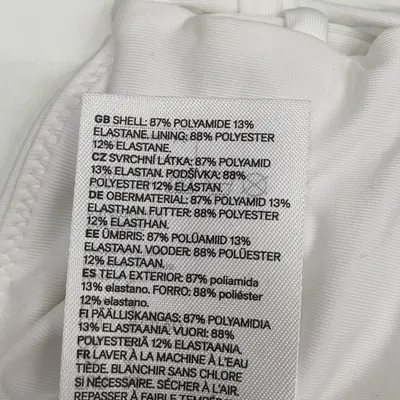 GB SHELL: 87% POLYAMIDE 13%
ELASTANE. LINING: 88% POLYESTER
12% ELASTANE.
CZ SVRCHNÍ LÁTKA: 87% POLYAMID
13% ELASTAN. PODŠÍVKA: 88%
POLYESTER 12% ELASTAN.
DE OBERMATERIAL: 87% POLYAMID 13%
ELASTHAN. FUTTER: 88% POLYESTER
12% ELASTHAN.
EE ÜMBRIS: 87% POLÜAMIID 13%
ELASTAAN. VOODER: 88% POLÜESTER
12% ELASTAAN.
ES TELA EXTERIOR: 87% poliamida
13% elastano. FORRO: 88% poliéster
12% elastano.
FI PÄÄLLISKANGAS: 87% POLYAMIDIA
13% ELASTAANIA. VUORI: 88%
POLYESTERIÄ 12% ELASTAANIA.
FR LAVER À LA MACHINE À L'EAU
TIÈDE. BLANCHIR SANS CHLORE
SI NÉCESSAIRE. SÉCHER À L'AIR.
REPASSER À FAIBLE TEMPÉRATURE